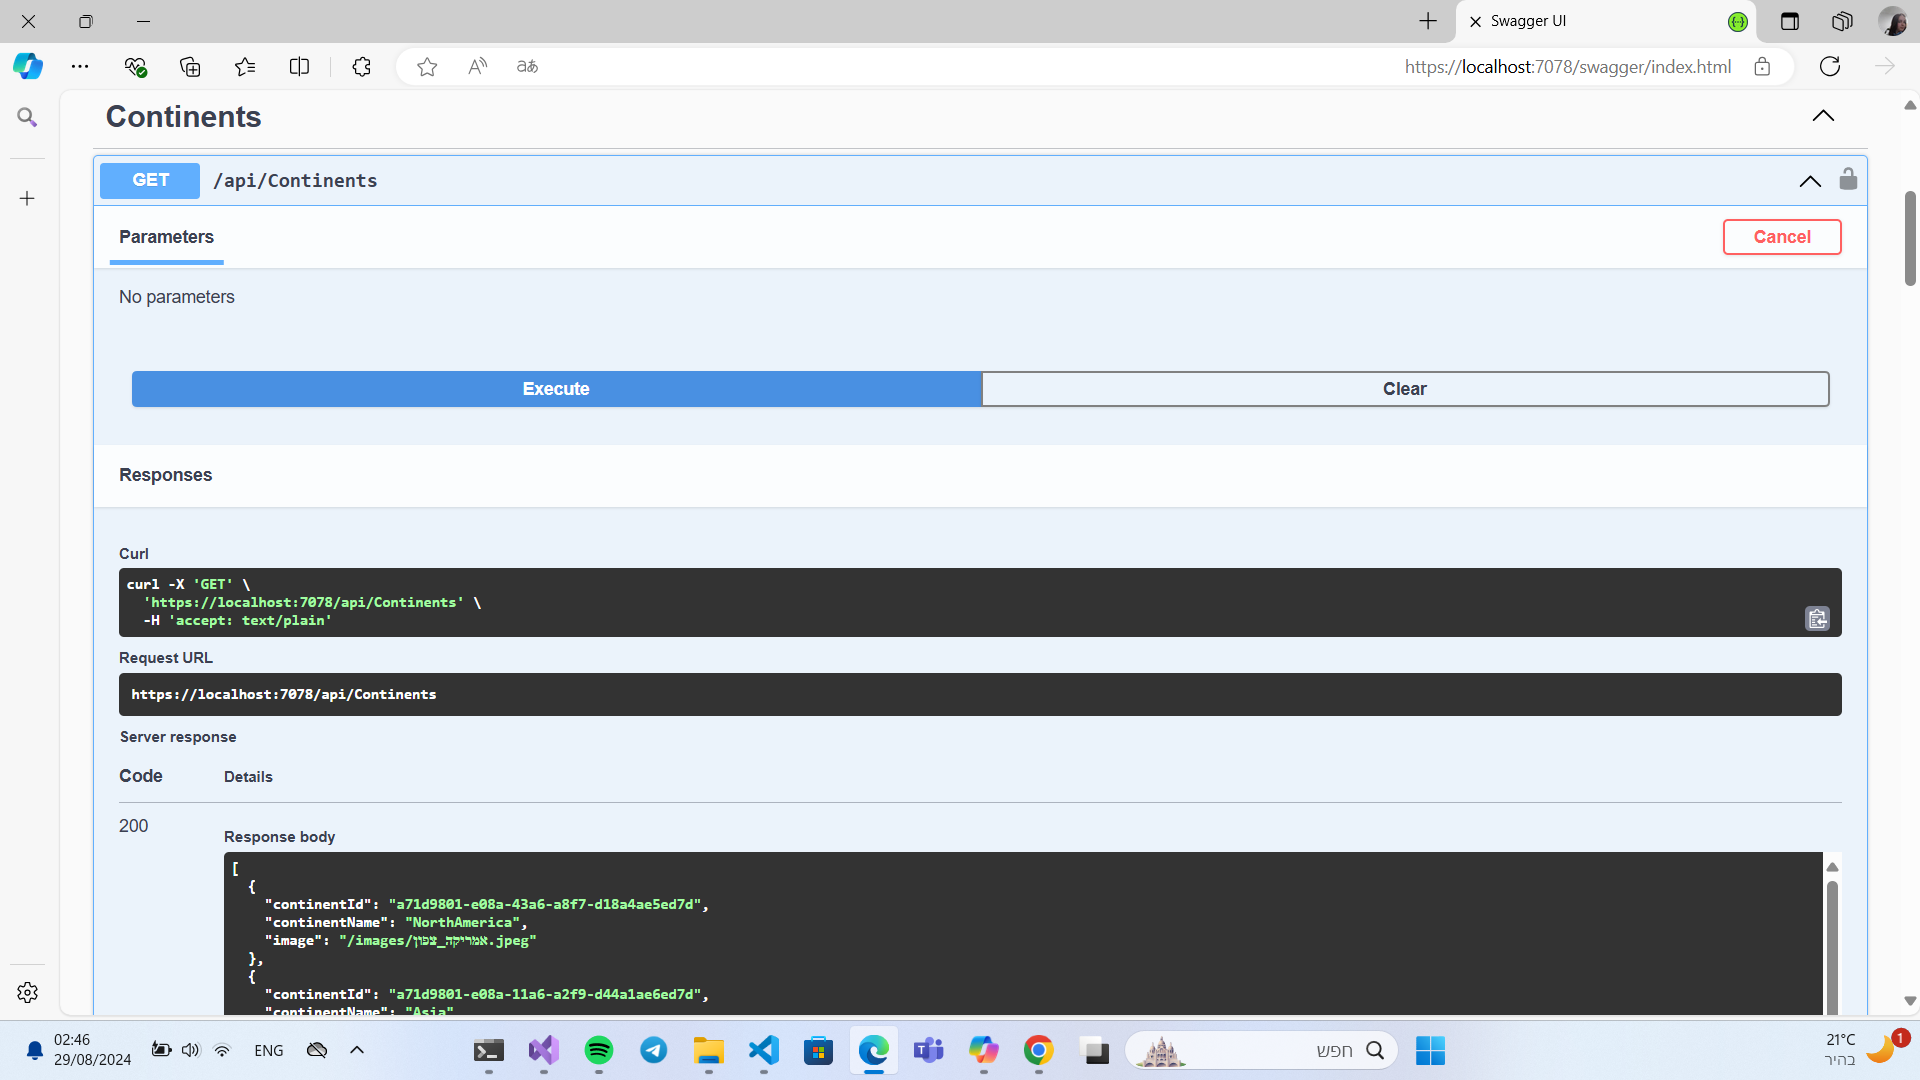 Swagger UI
https://localhost:7078/swagger/index.html
Continents
GET /api/Continents
Parameters
Cancel
No parameters
Execute
Clear
Responses
Curl
curl -X 'GET' \
'https://localhost:7078/api/Continents' \
-H 'accept: text/plain'
Request URL
https://localhost:7078/api/Continents
Server response
Code Details
200
Response body
[
{
"continentId": "a71d9801-e08a-43a6-a8f7-d18a4ae5ed7d",
"continentName": "NorthAmerica",
"image": "/images/אמריקה_צפון.jpeg"
},
{
"continentId": "a71d9801-e08a-11a6-a2f9-d44a1ae6ed7d",
"continentName": "Asia"
02:46
29/08/2024
ENG
חפש
21°C
בהיר
1